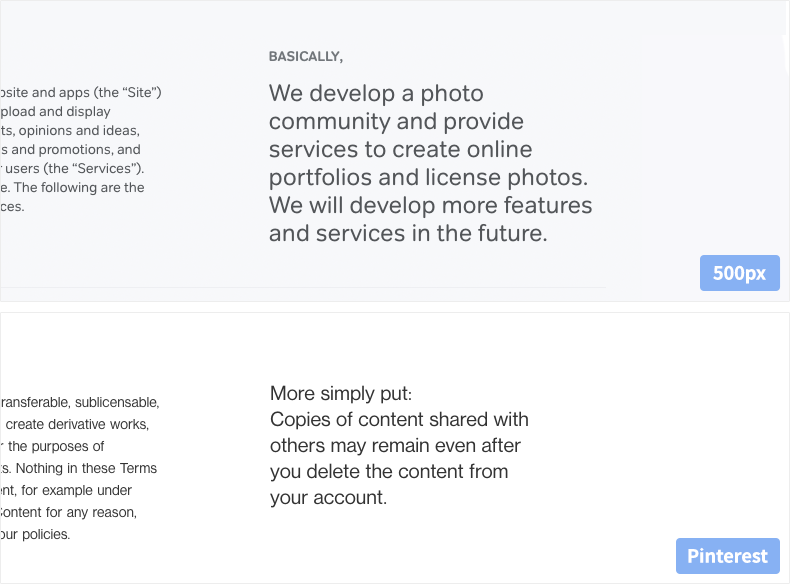 BASICALLY,
site and apps (the “Site”)
pload and display
ts, opinions and ideas,
s and promotions, and
users (the “Services”).
e. The following are the
ces.
We develop a photo
community and provide
services to create online
portfolios and license photos.
We will develop more features
and services in the future.
500px
ransferable, sublicensable,
create derivative works,
r the purposes of
s. Nothing in these Terms
ent, for example under
Content for any reason,
our policies.
More simply put:
Copies of content shared with
others may remain even after
you delete the content from
your account.
Pinterest